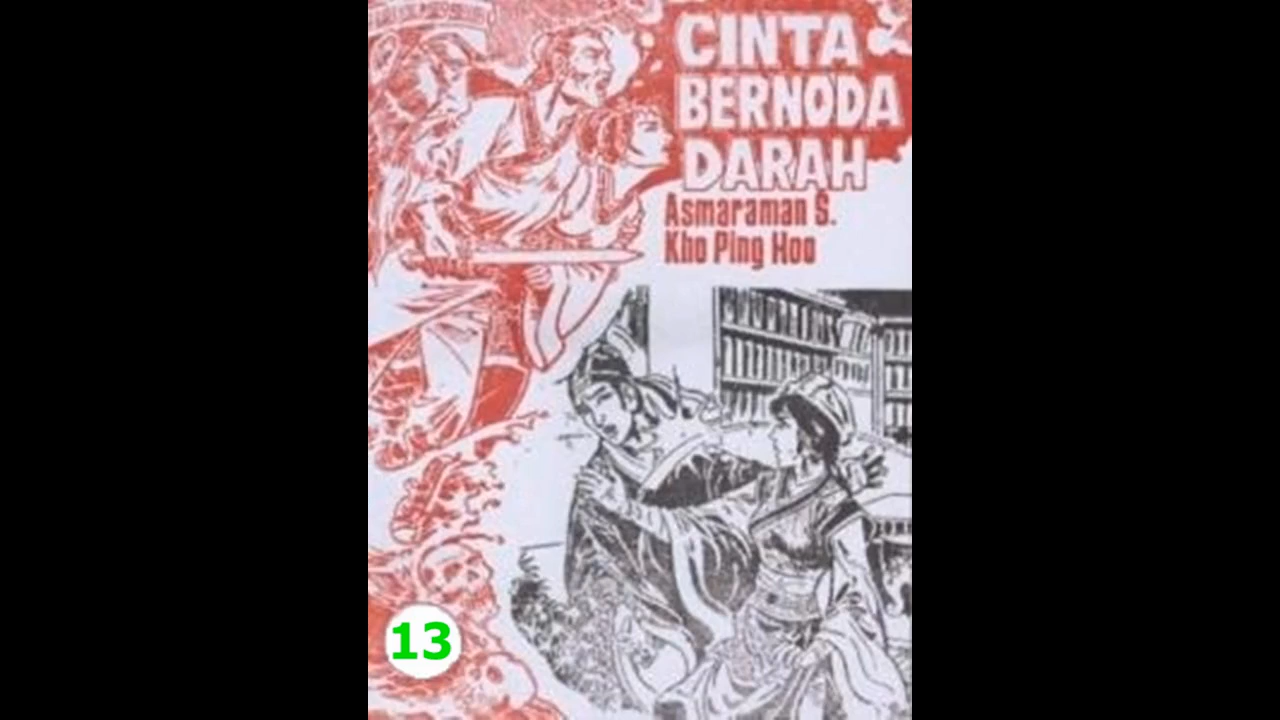 CINTA
BERNODA
DARAH
Asmaraman S.
Kho Ping Hoo
13